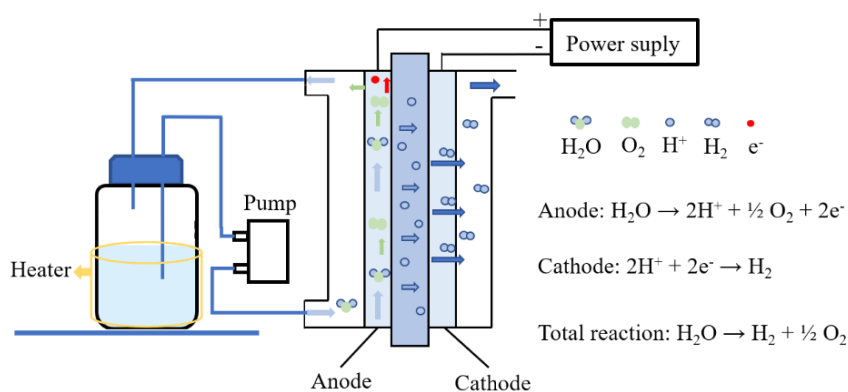 +
-
Power suply
H₂O O₂ H⁺ H₂ e⁻
Pump
Heater
Anode: H₂O → 2H⁺ + ½ O₂ + 2e⁻
Cathode: 2H⁺ + 2e⁻ → H₂
Total reaction: H₂O → H₂ + ½ O₂
Anode
Cathode